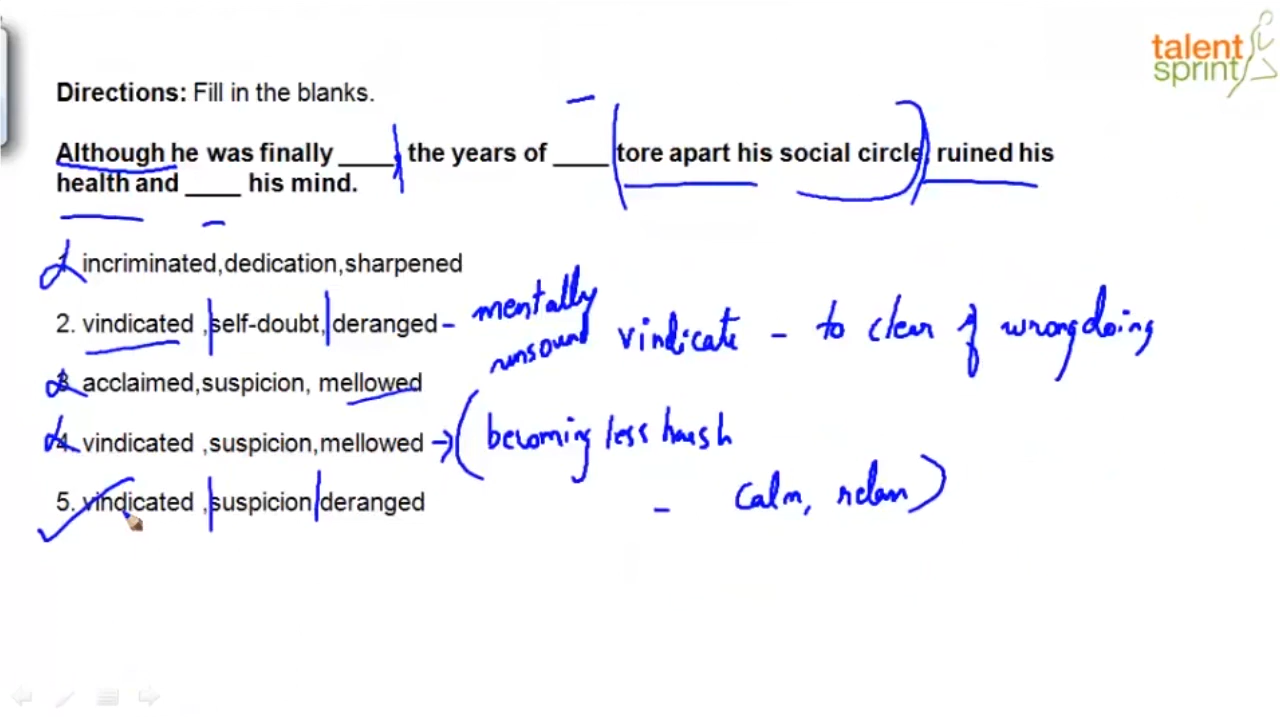 talent
sprint
Directions: Fill in the blanks.
Although he was finally ____, the years of ____ tore apart his social circle, ruined his
health and ____ his mind.
1. incriminated,dedication,sharpened
2. vindicated ,self-doubt, deranged - mentally
unsound
vindicate - to clear of wrongdoing
3. acclaimed,suspicion, mellowed
4. vindicated ,suspicion,mellowed → (becoming less harsh
- calm, relax)
5. vindicated ,suspicion deranged